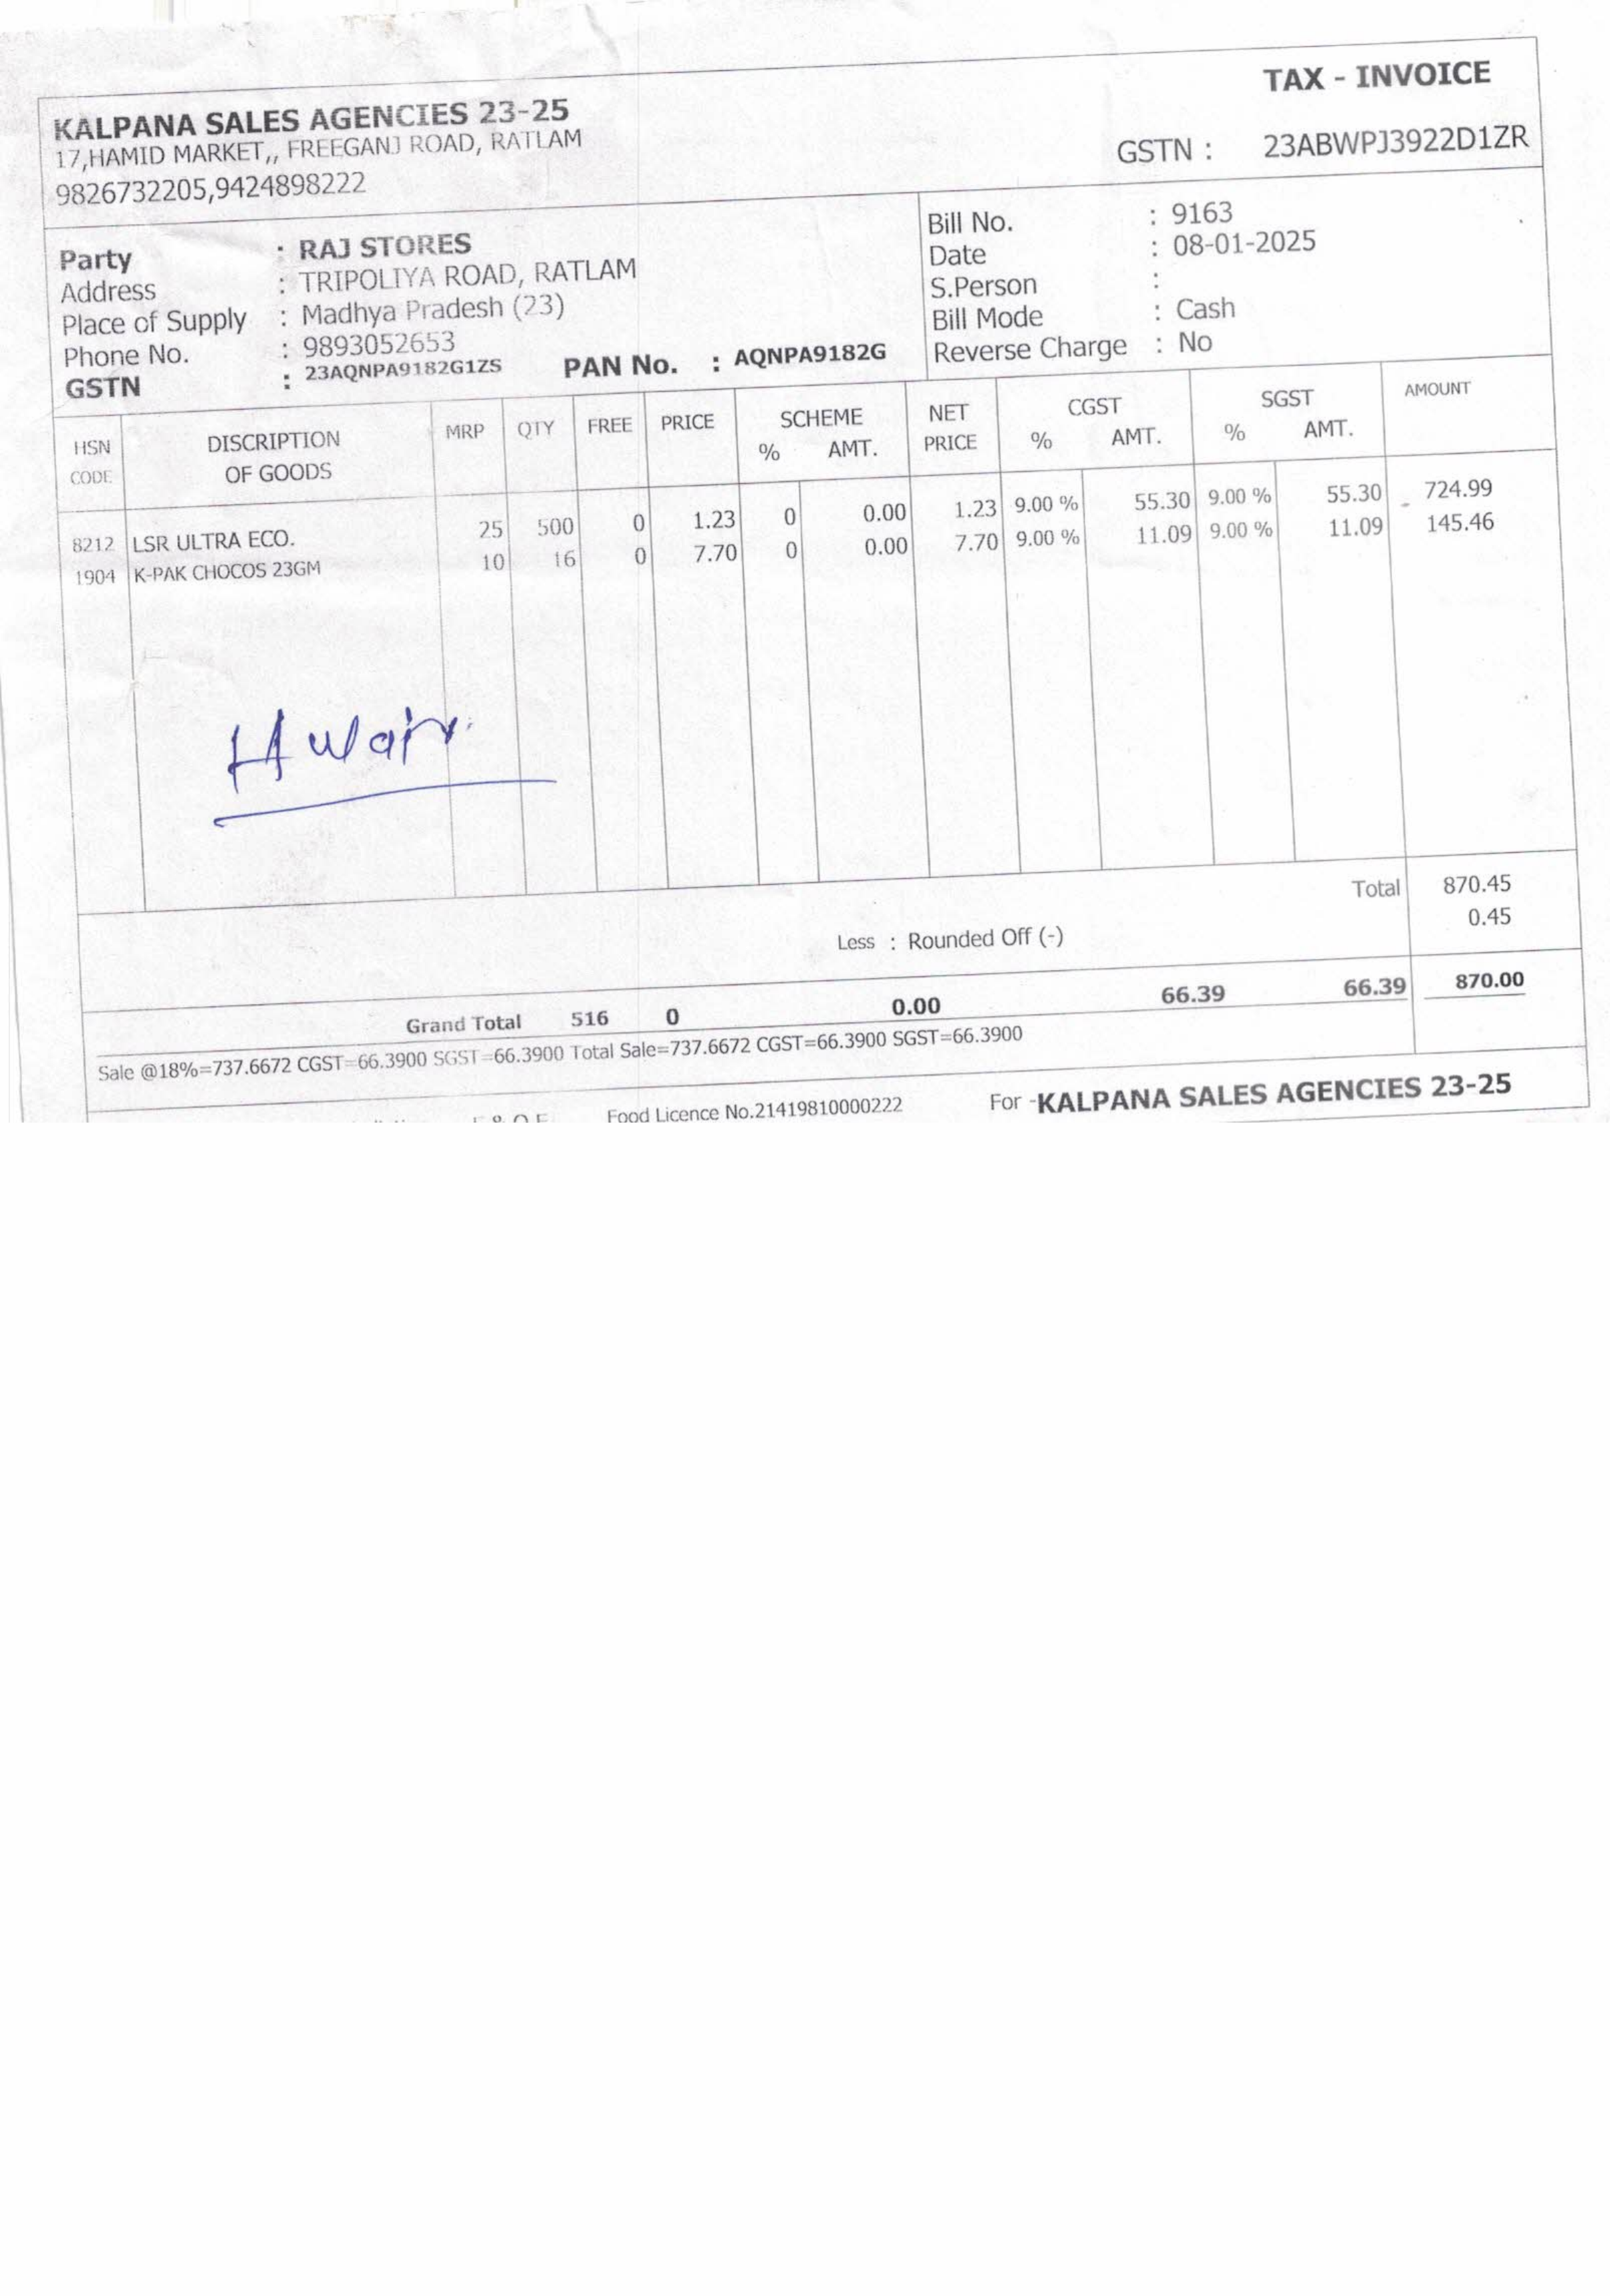 TAX - INVOICE
KALPANA SALES AGENCIES 23-25
17,HAMID MARKET,, FREEGANJ ROAD, RATLAM
9826732205,9424898222
GSTN : 23ABWPJ3922D1ZR
Party : RAJ STORES
Address : TRIPOLIYA ROAD, RATLAM
Place of Supply : Madhya Pradesh (23)
Phone No. : 9893052653
GSTN : 23AQNPA9182G1ZS PAN No. : AQNPA9182G
Bill No. : 9163
Date : 08-01-2025
S.Person :
Bill Mode : Cash
Reverse Charge : No
HSN CODE DISCRIPTION OF GOODS MRP QTY FREE PRICE SCHEME % AMT. NET PRICE CGST % AMT. SGST % AMT. AMOUNT
8212 LSR ULTRA ECO. 25 500 0 1.23 0 0.00 1.23 9.00 % 55.30 9.00 % 55.30 724.99
1904 K-PAK CHOCOS 23GM 10 16 0 7.70 0 0.00 7.70 9.00 % 11.09 9.00 % 11.09 145.46
Total 870.45
Less : Rounded Off (-) 0.45
Grand Total 516 0 0.00 66.39 66.39 870.00
Sale @18%=737.6672 CGST=66.3900 SGST=66.3900 Total Sale=737.6672 CGST=66.3900 SGST=66.3900
Food Licence No.21419810000222 For -KALPANA SALES AGENCIES 23-25